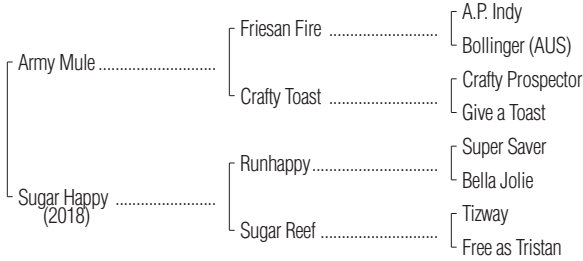 A.P. Indy
Friesan Fire ........................
Bollinger (AUS)
Army Mule ..........................
Crafty Prospector
Crafty Toast ........................
Give a Toast
Super Saver
Runhappy............................
Bella Jolie
Sugar Happy ......................
(2018)
Tizway
Sugar Reef ..........................
Free as Tristan